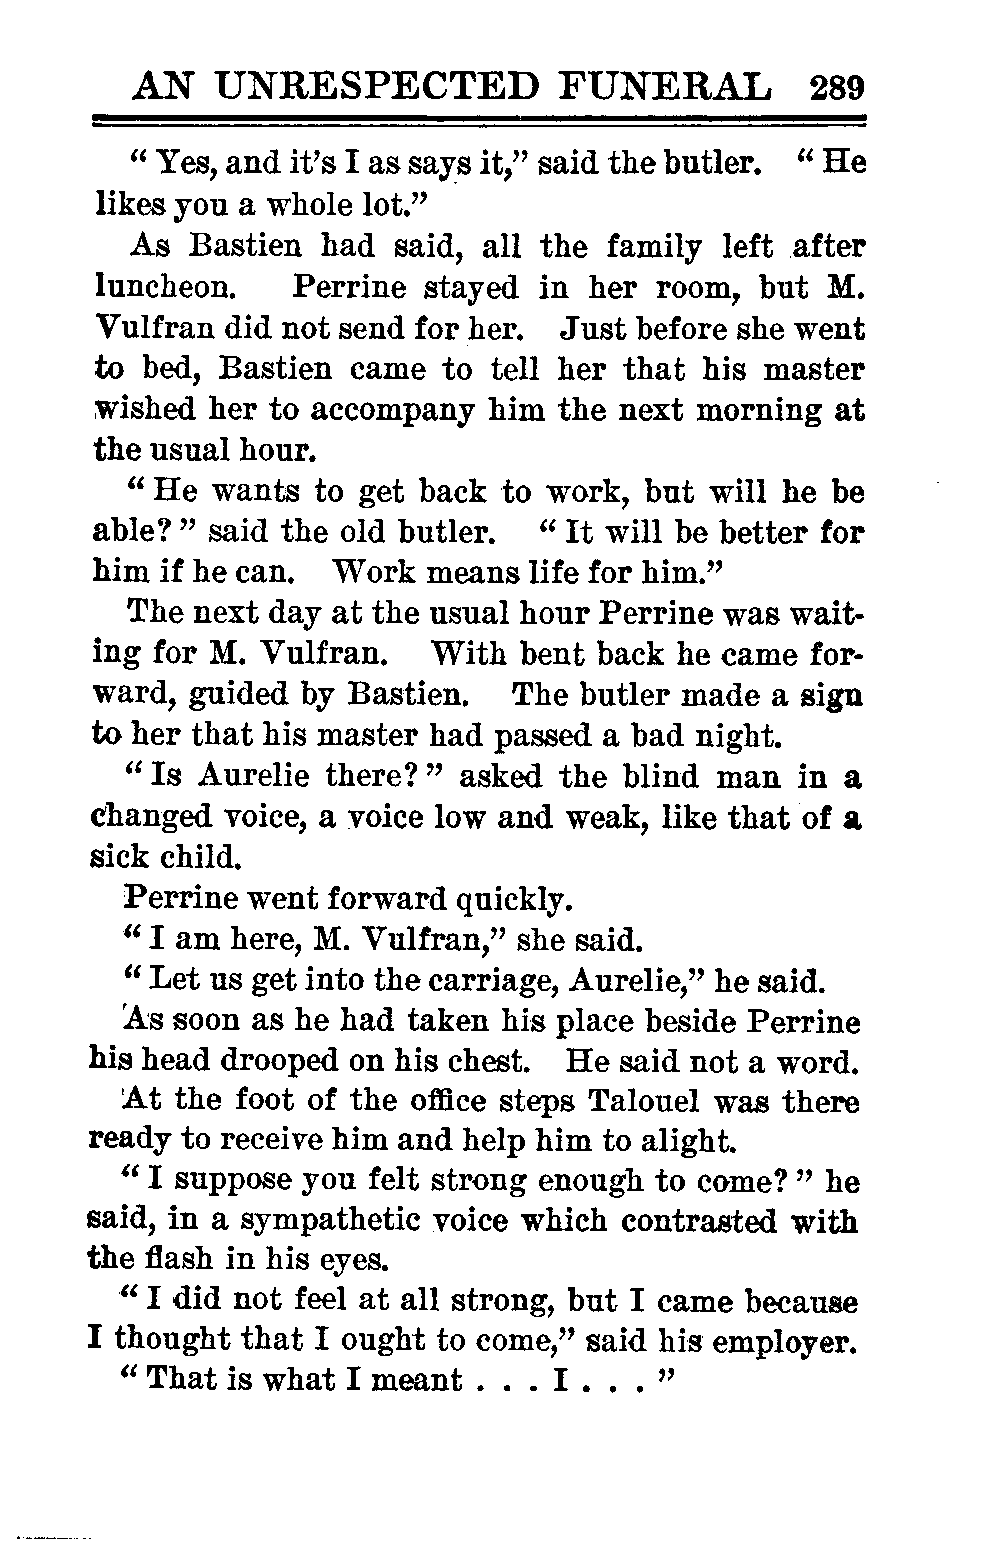 AN UNRESPECTED FUNERAL 289
“ Yes, and it’s I as says it,” said the butler. “ He
likes you a whole lot.”
As Bastien had said, all the family left after
luncheon. Perrine stayed in her room, but M.
Vulfran did not send for her. Just before she went
to bed, Bastien came to tell her that his master
wished her to accompany him the next morning at
the usual hour.
“ He wants to get back to work, but will he be
able? ” said the old butler. “ It will be better for
him if he can. Work means life for him.”
The next day at the usual hour Perrine was wait-
ing for M. Vulfran. With bent back he came for-
ward, guided by Bastien. The butler made a sign
to her that his master had passed a bad night.
“ Is Aurelie there? ” asked the blind man in a
changed voice, a voice low and weak, like that of a
sick child.
Perrine went forward quickly.
“ I am here, M. Vulfran,” she said.
“ Let us get into the carriage, Aurelie,” he said.
As soon as he had taken his place beside Perrine
his head drooped on his chest. He said not a word.
At the foot of the office steps Talouel was there
ready to receive him and help him to alight.
“ I suppose you felt strong enough to come? ” he
said, in a sympathetic voice which contrasted with
the flash in his eyes.
“ I did not feel at all strong, but I came because
I thought that I ought to come,” said his employer.
“ That is what I meant . . . I . . . ”